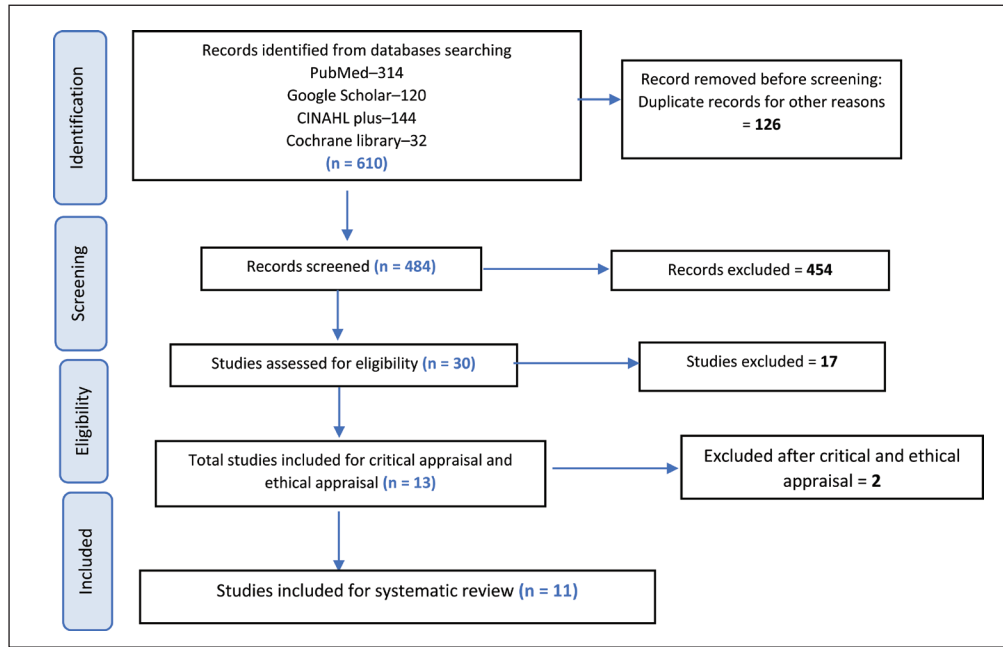 Identification
Records identified from databases searching
PubMed–314
Google Scholar–120
CINAHL plus–144
Cochrane library–32
(n = 610)
Record removed before screening:
Duplicate records for other reasons
= 126
Screening
Records screened (n = 484)
Records excluded = 454
Eligibility
Studies assessed for eligibility (n = 30)
Studies excluded = 17
Total studies included for critical appraisal and
ethical appraisal (n = 13)
Excluded after critical and ethical
appraisal = 2
Included
Studies included for systematic review (n = 11)